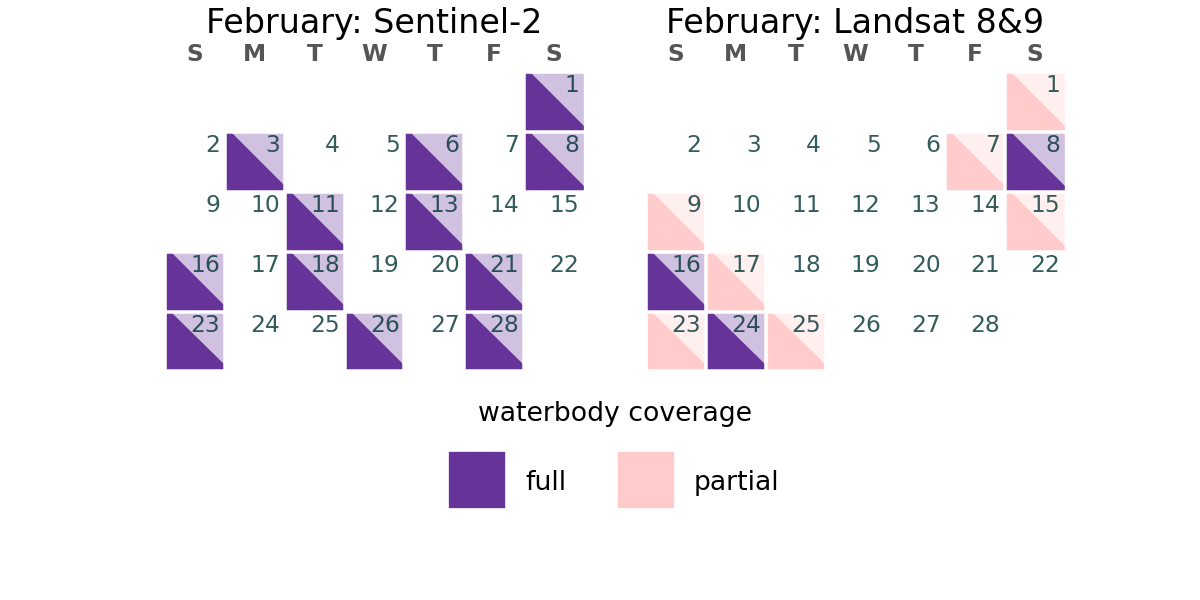 February: Sentinel-2
S M T W T F S
1
2 3 4 5 6 7 8
9 10 11 12 13 14 15
16 17 18 19 20 21 22
23 24 25 26 27 28
February: Landsat 8&9
S M T W T F S
1
2 3 4 5 6 7 8
9 10 11 12 13 14 15
16 17 18 19 20 21 22
23 24 25 26 27 28
waterbody coverage
full partial